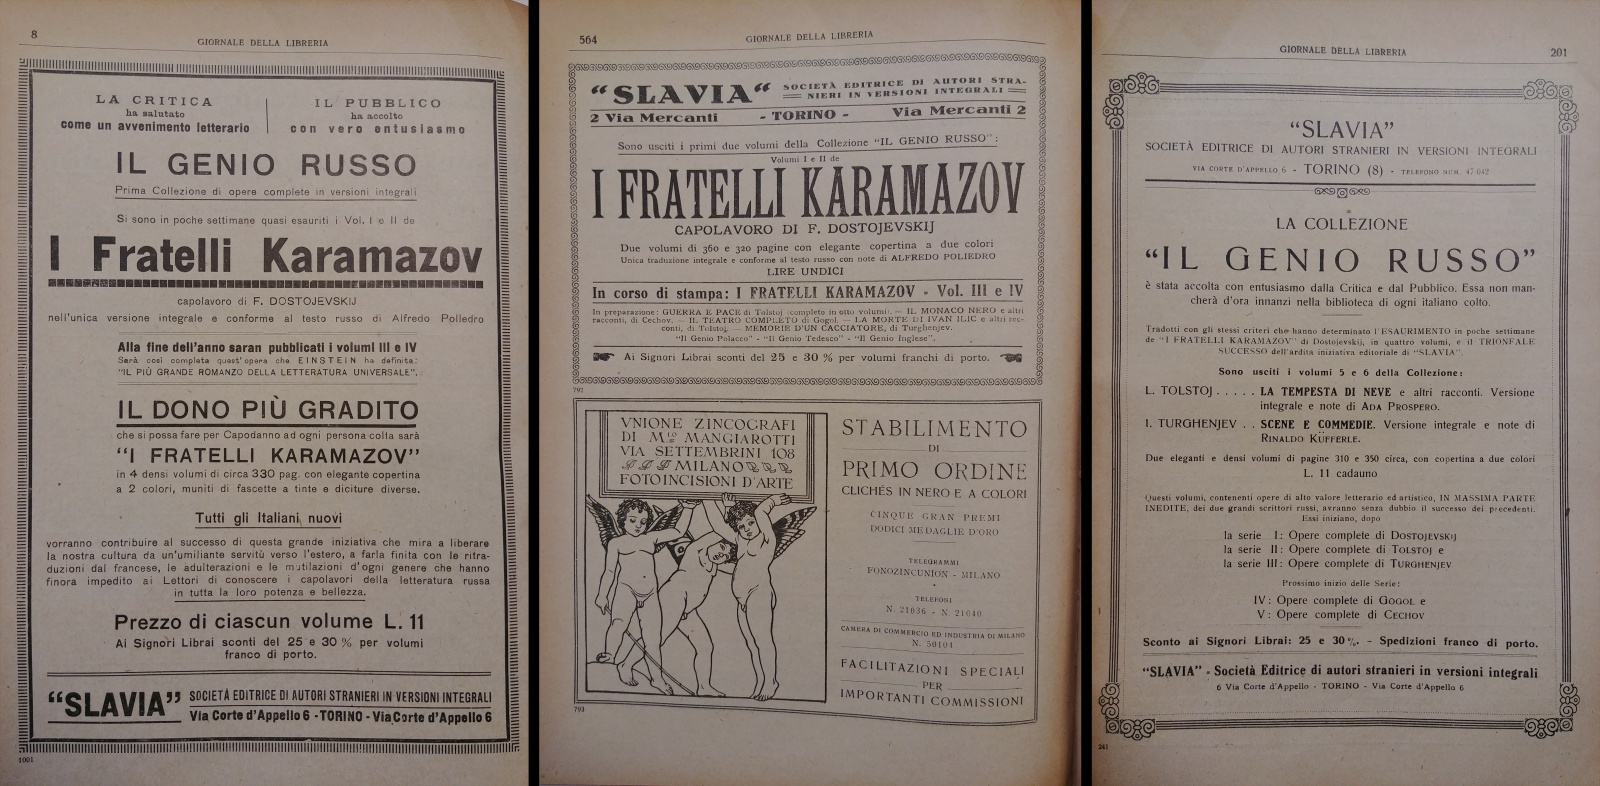 8
GIORNALE DELLA LIBRERIA
LA CRITICA
ha salutato
come un avvenimento letterario
IL PUBBLICO
ha accolto
con vero entusiasmo
IL GENIO RUSSO
Prima Collezione di opere complete in versioni integrali
Si sono in poche settimane quasi esauriti i Vol. I e II de
I Fratelli Karamazov
capolavoro di F. DOSTOJEVSKIJ
nell'unica versione integrale e conforme al testo russo di Alfredo Polledro
Alla fine dell'anno saran pubblicati i volumi III e IV
Sarà così completa quest'opera che EINSTEIN ha definita:
"IL PIÙ GRANDE ROMANZO DELLA LETTERATURA UNIVERSALE".
IL DONO PIÙ GRADITO
che si possa fare per Capodanno ad ogni persona colta sarà
"I FRATELLI KARAMAZOV"
in 4 densi volumi di circa 330 pag. con elegante copertina
a 2 colori, muniti di fascette a tinte e diciture diverse.
Tutti gli Italiani nuovi
vorranno contribuire al successo di questa grande iniziativa che mira a liberare
la nostra cultura da un'umiliante servitù verso l'estero, a farla finita con le ritra-
duzioni dal francese, le adulterazioni e le mutilazioni d'ogni genere che hanno
finora impedito ai Lettori di conoscere i capolavori della letteratura russa
in tutta la loro potenza e bellezza.
Prezzo di ciascun volume L. 11
Ai Signori Librai sconti del 25 e 30 % per volumi
franco di porto.
"SLAVIA" SOCIETÀ EDITRICE DI AUTORI STRANIERI IN VERSIONI INTEGRALI
Via Corte d'Appello 6 - TORINO - Via Corte d'Appello 6
1001
564
GIORNALE DELLA LIBRERIA
"SLAVIA" SOCIETÀ EDITRICE DI AUTORI STRA-
NIERI IN VERSIONI INTEGRALI
2 Via Mercanti - TORINO - Via Mercanti 2
Sono usciti i primi due volumi della Collezione "IL GENIO RUSSO":
Volumi I e II de
I FRATELLI KARAMAZOV
CAPOLAVORO DI F. DOSTOJEVSKIJ
Due volumi di 360 e 320 pagine con elegante copertina a due colori
Unica traduzione integrale e conforme al testo russo con note di ALFREDO POLIEDRO
LIRE UNDICI
In corso di stampa: I FRATELLI KARAMAZOV - Vol. III e IV
In preparazione: GUERRA E PACE di Tolstoj (completo in otto volumi). — IL MONACO NERO e altri
racconti, di Cechov. — IL TEATRO COMPLETO di Gogol. — LA MORTE DI IVAN ILIC e altri rac-
conti, di Tolstoj. — MEMORIE D'UN CACCIATORE, di Turghenjev.
"Il Genio Polacco" - "Il Genio Tedesco" - "Il Genio Inglese".
Ai Signori Librai sconti del 25 e 30 % per volumi franchi di porto.
792
VNIONE ZINCOGRAFI
DI Mrio MANGIAROTTI
VIA SETTEMBRINI 108
MILANO
FOTOINCISIONI D'ARTE
STABILIMENTO
DI
PRIMO ORDINE
CLICHÉS IN NERO E A COLORI
CINQUE GRAN PREMI
DODICI MEDAGLIE D'ORO
TELEGRAMMI
FONOZINCUNION - MILANO
TELEFONI
N. 21036 - N. 21040
CAMERA DI COMMERCIO ED INDUSTRIA DI MILANO
N. 50101
FACILITAZIONI SPECIALI
PER
IMPORTANTI COMMISSIONI
793
GIORNALE DELLA LIBRERIA
201
"SLAVIA"
SOCIETÀ EDITRICE DI AUTORI STRANIERI IN VERSIONI INTEGRALI
VIA CORTE D'APPELLO 6 - TORINO (8) - TELEFONO NUM. 47-042
LA COLLEZIONE
"IL GENIO RUSSO"
è stata accolta con entusiasmo dalla Critica e dal Pubblico. Essa non man-
cherà d'ora innanzi nella biblioteca di ogni italiano colto.
Tradotti con gli stessi criteri che hanno determinato l'ESAURIMENTO in poche settimane
de "I FRATELLI KARAMAZOV" di Dostojevskij, in quattro volumi, e il TRIONFALE
SUCCESSO dell'ardita iniziativa editoriale di "SLAVIA".
Sono usciti i volumi 5 e 6 della Collezione:
L. TOLSTOJ . . . . . LA TEMPESTA DI NEVE e altri racconti. Versione
integrale e note di ADA PROSPERO.
I. TURGHENJEV . . SCENE E COMMEDIE. Versione integrale e note di
RINALDO KÜFFERLE.
Due eleganti e densi volumi di pagine 310 e 350 circa, con copertina a due colori
L. 11 cadauno
Questi volumi, contenenti opere di alto valore letterario ed artistico, IN MASSIMA PARTE
INEDITE, dei due grandi scrittori russi, avranno senza dubbio il successo dei precedenti.
Essi iniziano, dopo
la serie I: Opere complete di DOSTOJEVSKIJ
la serie II: Opere complete di TOLSTOJ e
la serie III: Opere complete di TURGHENJEV
Prossimo inizio delle Serie:
IV: Opere complete di GOGOL e
V: Opere complete di CECHOV
Sconto ai Signori Librai: 25 e 30 %. - Spedizioni franco di porto.
"SLAVIA" - Società Editrice di autori stranieri in versioni integrali
6 Via Corte d'Appello - TORINO - Via Corte d'Appello 6
241